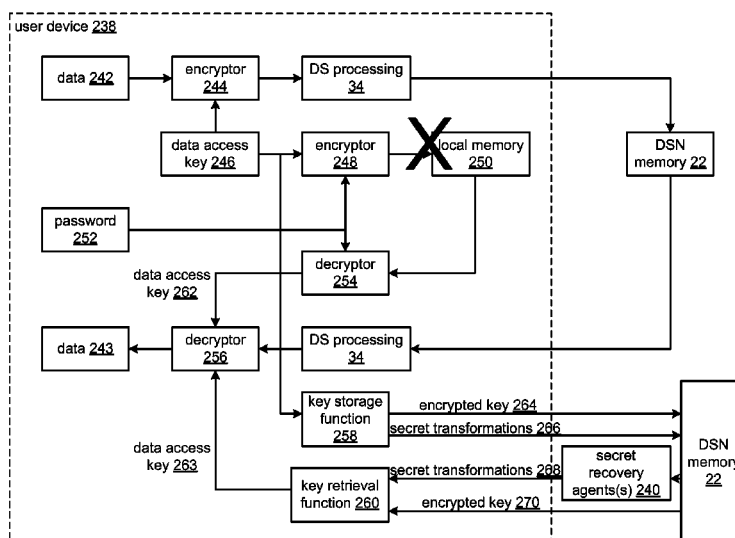 user device 238
data 242
encryptor
244
DS processing
34
data access
key 246
encryptor
248
local memory
250
DSN
memory 22
password
252
decryptor
254
data access
key 262
data 243
decryptor
256
DS processing
34
key storage
function
258
encrypted key 264
secret transformations 266
DSN
memory
22
data access
key 263
key retrieval
function 260
secret transformations 268
secret
recovery
agents(s) 240
encrypted key 270